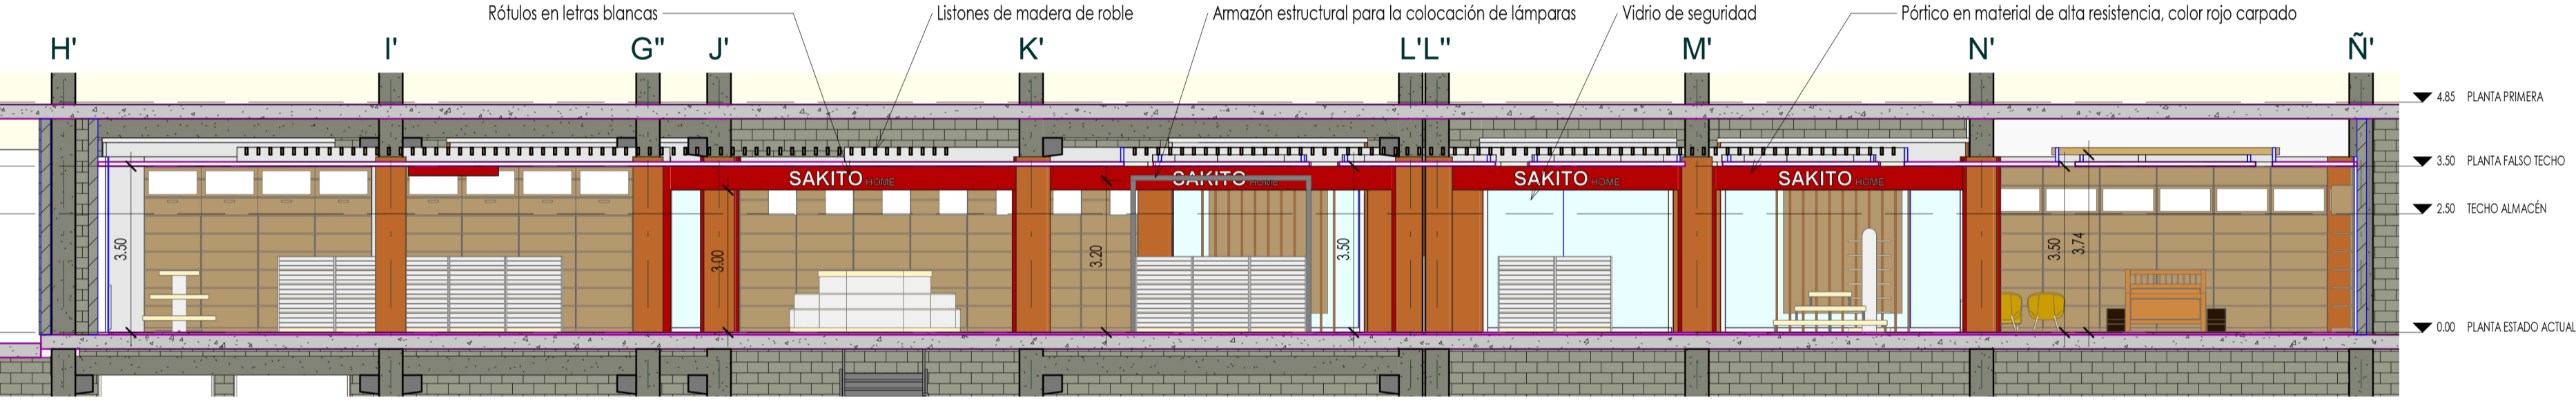 Rótulos en letras blancas
Listones de madera de roble
Armazón estructural para la colocación de lámparas
Vidrio de seguridad
Pórtico en material de alta resistencia, color rojo carpado
H' I' G" J' K' L' L" M' N' Ñ'
4.85 PLANTA PRIMERA
3.50 PLANTA FALSO TECHO
SAKITO HOME
SAKITO HOME
SAKITO HOME
SAKITO HOME
2.50 TECHO ALMACÉN
3.50
3.00
3.20
3.50
3.50
3.74
0.00 PLANTA ESTADO ACTUAL